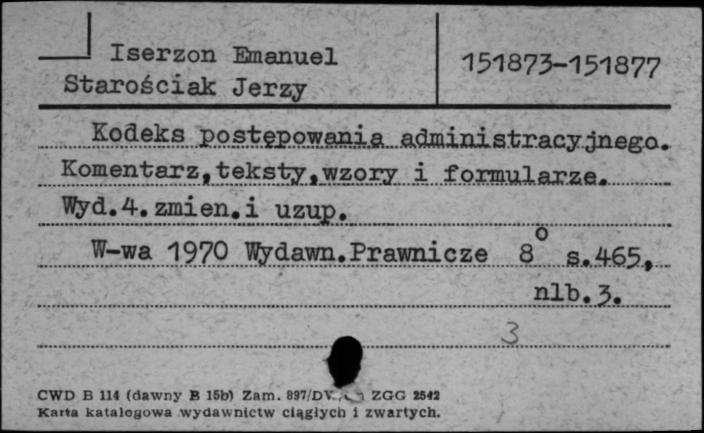 Iserzon Emanuel
Starościak Jerzy
151873-151877
Kodeks postępowania administracyjnego.
Komentarz,teksty,wzory i formularze.
Wyd.4.zmien.i uzup.
W-wa 1970 Wydawn.Prawnicze 8° s.465,
nlb.3.
3
CWD B 114 (dawny B 15b) Zam. 897/DV ZGG 2542
Karta katalogowa wydawnictw ciągłych i zwartych.